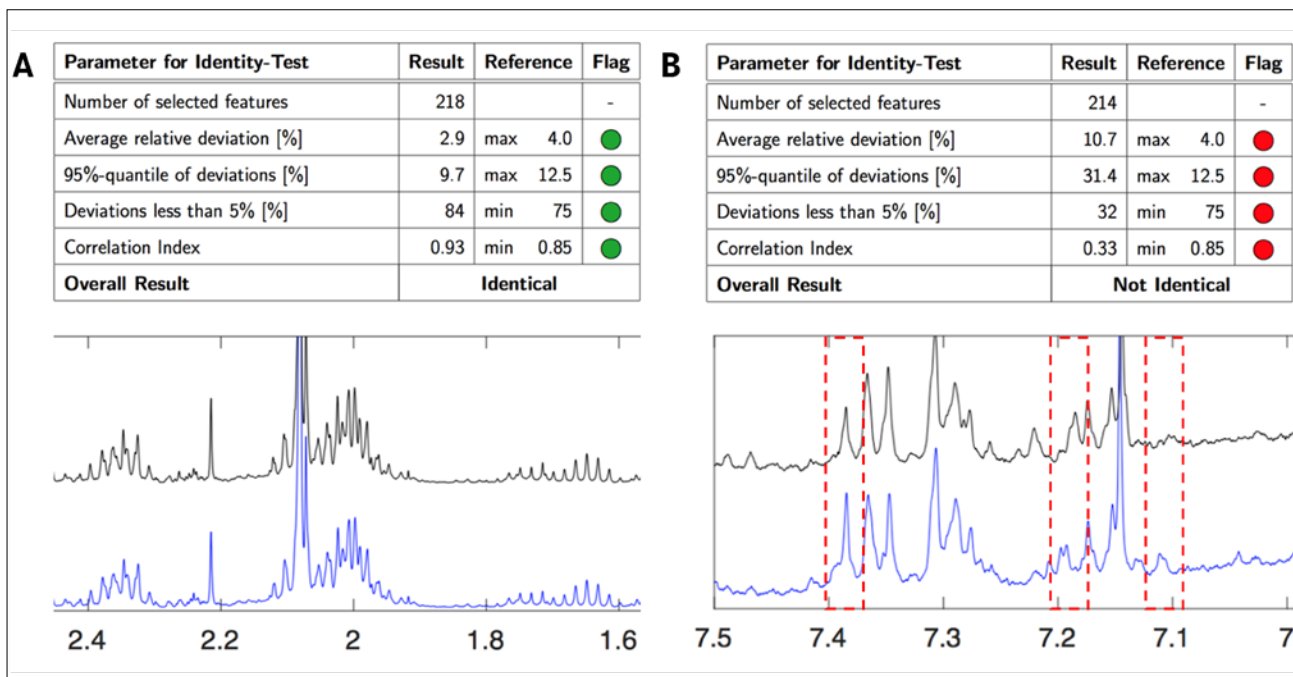 A
Parameter for Identity-Test Result Reference Flag
Number of selected features 218 -
Average relative deviation [%] 2.9 max 4.0
95%-quantile of deviations [%] 9.7 max 12.5
Deviations less than 5% [%] 84 min 75
Correlation Index 0.93 min 0.85
Overall Result Identical
2.4 2.2 2 1.8 1.6
B
Parameter for Identity-Test Result Reference Flag
Number of selected features 214 -
Average relative deviation [%] 10.7 max 4.0
95%-quantile of deviations [%] 31.4 max 12.5
Deviations less than 5% [%] 32 min 75
Correlation Index 0.33 min 0.85
Overall Result Not Identical
7.5 7.4 7.3 7.2 7.1 7